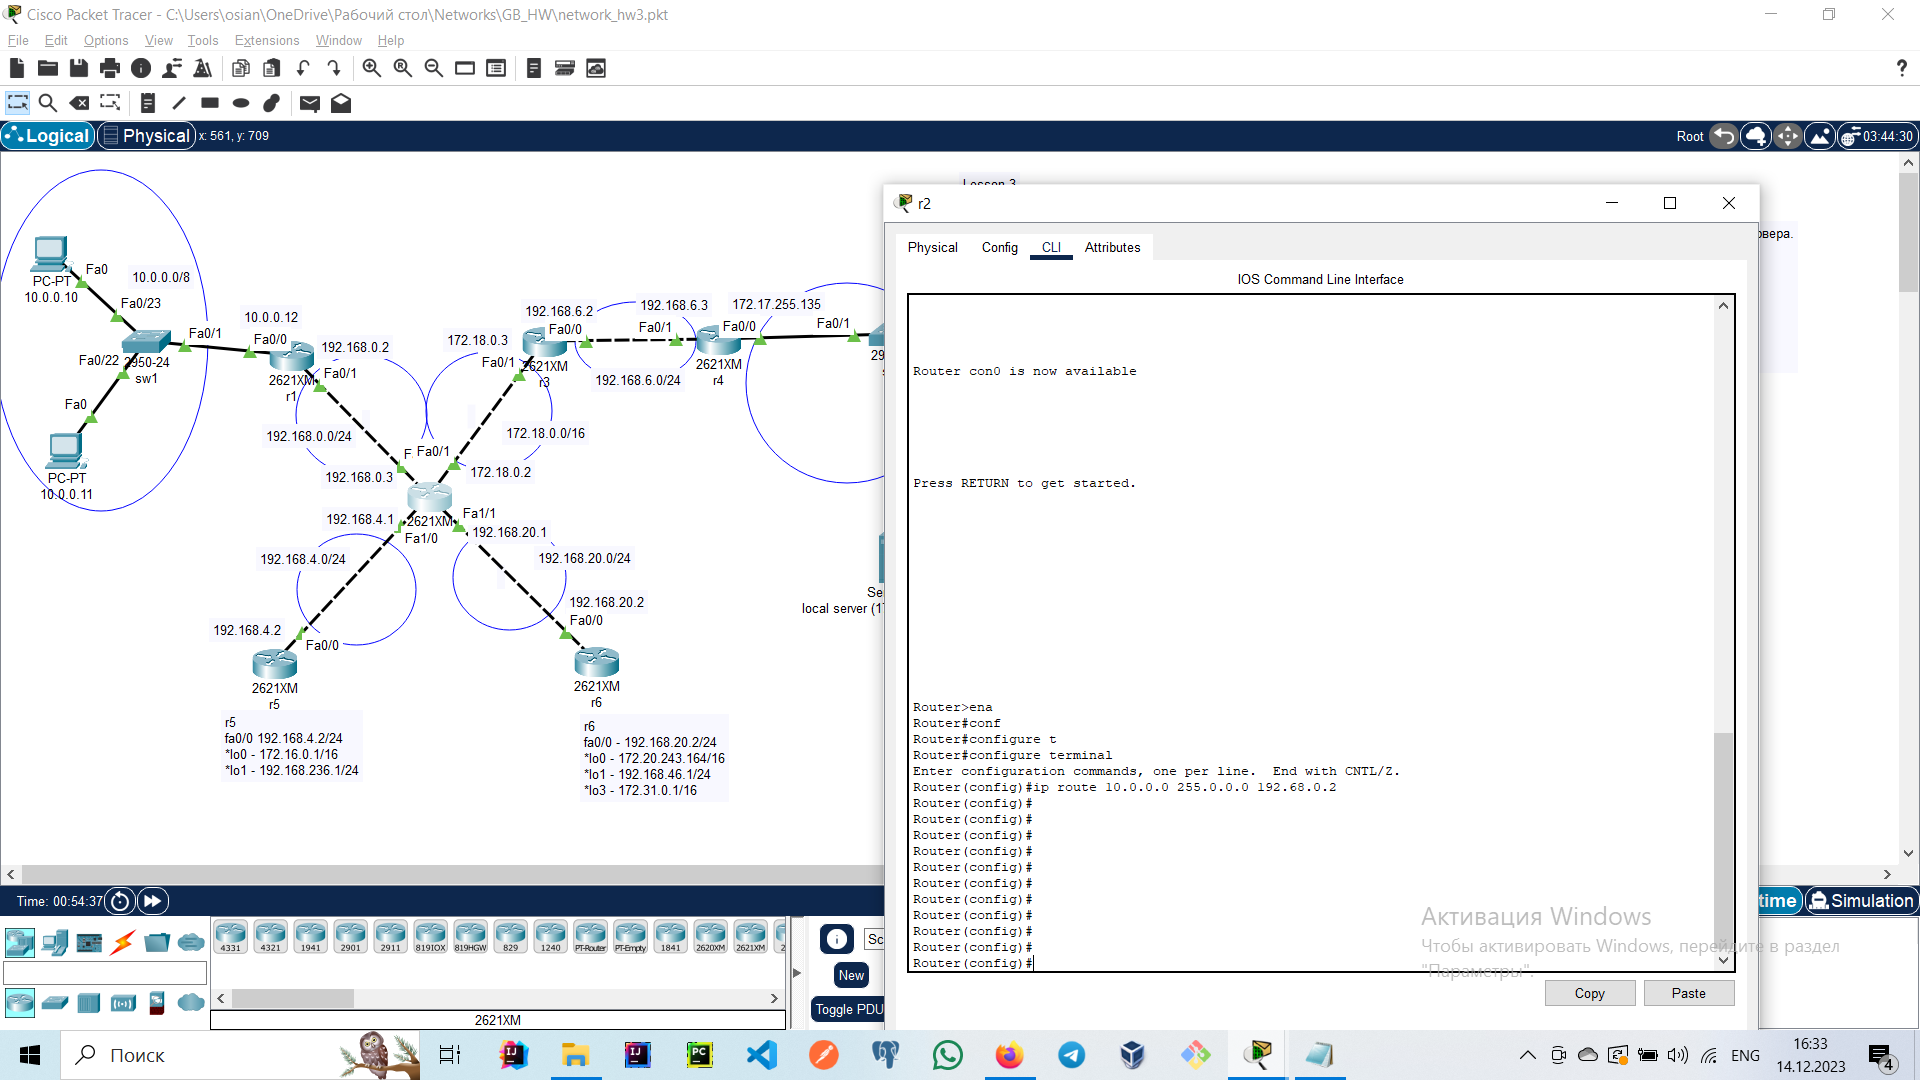 Cisco Packet Tracer - C:\Users\osian\OneDrive\Рабочий стол\Networks\GB_HW\network_hw3.pkt
File Edit Options View Tools Extensions Window Help
?
Logical Physical x: 561, y: 709
Root 03:44:30
Lesson 3
овера.
PC-PT
10.0.0.10
Fa0
10.0.0.0/8
Fa0/23
Fa0/1
Fa0/22
2950-24
sw1
Fa0
PC-PT
10.0.0.11
10.0.0.12
Fa0/0
192.168.0.2
2621XM
Fa0/1
r1
192.168.0.0/24
192.168.0.3
172.18.0.3
Fa0/1
192.168.6.2
Fa0/0
2621XM
r3
192.168.6.3
Fa0/1
192.168.6.0/24
172.17.255.135
Fa0/0
2621XM
r4
Fa0/1
29
s
172.18.0.0/16
F Fa0/1
172.18.0.2
192.168.4.1
2621XM
Fa1/1
Fa1/0
192.168.20.1
192.168.4.0/24
192.168.20.0/24
192.168.20.2
Fa0/0
192.168.4.2
Fa0/0
2621XM
r5
2621XM
r6
Se
local server (17
r5
fa0/0 192.168.4.2/24
*lo0 - 172.16.0.1/16
*lo1 - 192.168.236.1/24
r6
fa0/0 - 192.168.20.2/24
*lo0 - 172.20.243.164/16
*lo1 - 192.168.46.1/24
*lo3 - 172.31.0.1/16
r2
Physical Config CLI Attributes
IOS Command Line Interface
Router con0 is now available
Press RETURN to get started.
Router>ena
Router#conf
Router#configure t
Router#configure terminal
Enter configuration commands, one per line. End with CNTL/Z.
Router(config)#ip route 10.0.0.0 255.0.0.0 192.68.0.2
Router(config)#
Router(config)#
Router(config)#
Router(config)#
Router(config)#
Router(config)#
Router(config)#
Router(config)#
Router(config)#
Router(config)#
Router(config)#
Copy Paste
Активация Windows
Чтобы активировать Windows, перейдите в раздел
"Параметры".
Time: 00:54:37
time Simulation
4331 4321 1941 2901 2911 819IOX 819HGW 829 1240 PT-Router PT-Empty 1841 2620XM 2621XM 2
2621XM
Sc
New
Toggle PDU
Поиск
ENG
16:33
14.12.2023
4